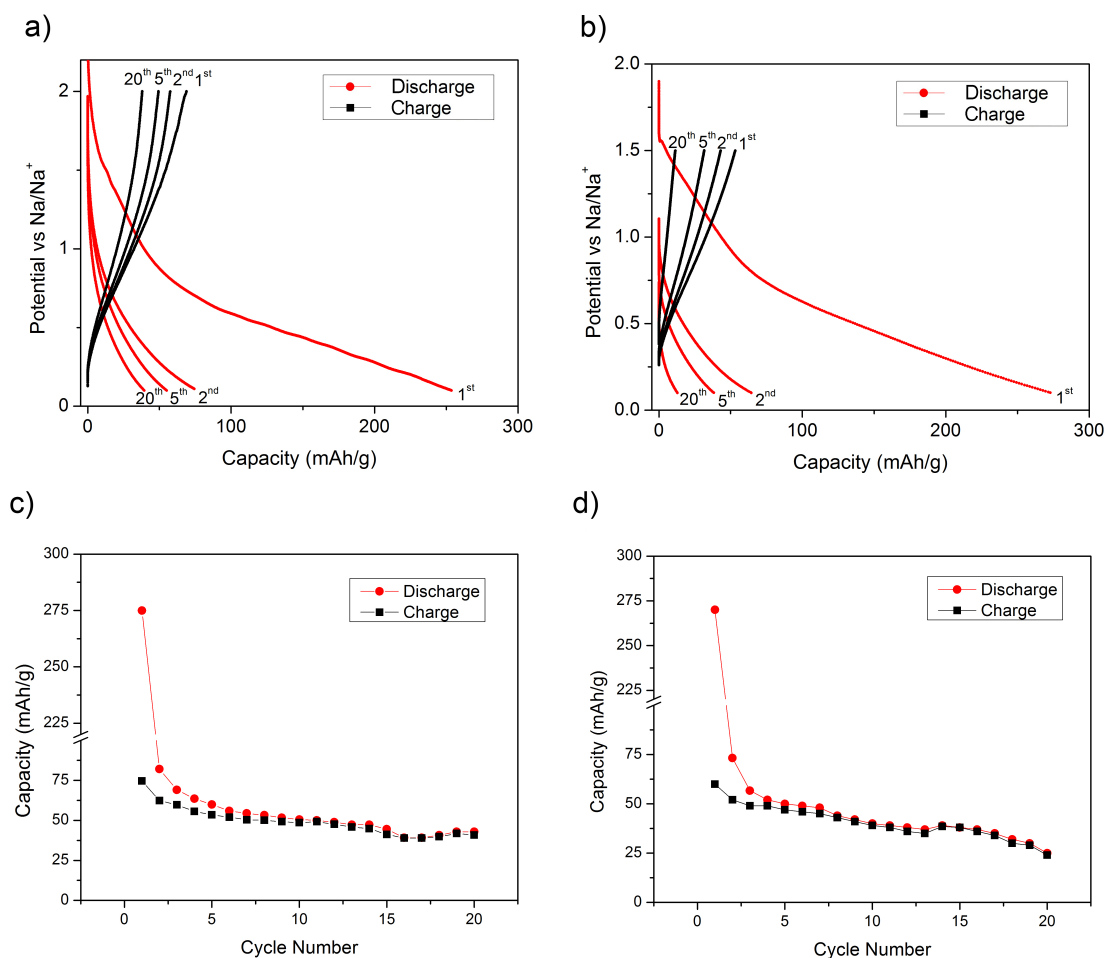 a)
Potential vs Na/Na⁺
2
1
0
20ᵗʰ 5ᵗʰ 2ⁿᵈ 1ˢᵗ
Discharge
Charge
20ᵗʰ 5ᵗʰ 2ⁿᵈ
1ˢᵗ
0 100 200 300
Capacity (mAh/g)
b)
Potential vs Na/Na⁺
2.0
1.5
1.0
0.5
0.0
20ᵗʰ 5ᵗʰ 2ⁿᵈ 1ˢᵗ
Discharge
Charge
20ᵗʰ 5ᵗʰ 2ⁿᵈ
1ˢᵗ
0 100 200 300
Capacity (mAh/g)
c)
Capacity (mAh/g)
300
275
250
225
75
50
25
0
Discharge
Charge
0 5 10 15 20
Cycle Number
d)
Capacity (mAh/g)
300
275
250
225
75
50
25
0
Discharge
Charge
0 5 10 15 20
Cycle Number